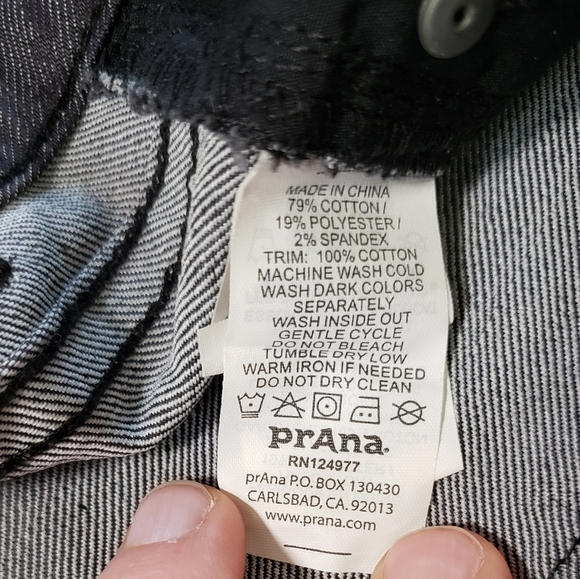 MADE IN CHINA
79% COTTON /
19% POLYESTER /
2% SPANDEX
TRIM: 100% COTTON
MACHINE WASH COLD
WASH DARK COLORS
SEPARATELY
WASH INSIDE OUT
GENTLE CYCLE
DO NOT BLEACH
TUMBLE DRY LOW
WARM IRON IF NEEDED
DO NOT DRY CLEAN
prAna.
RN124977
prAna P.O. BOX 130430
CARLSBAD, CA. 92013
www.prana.com